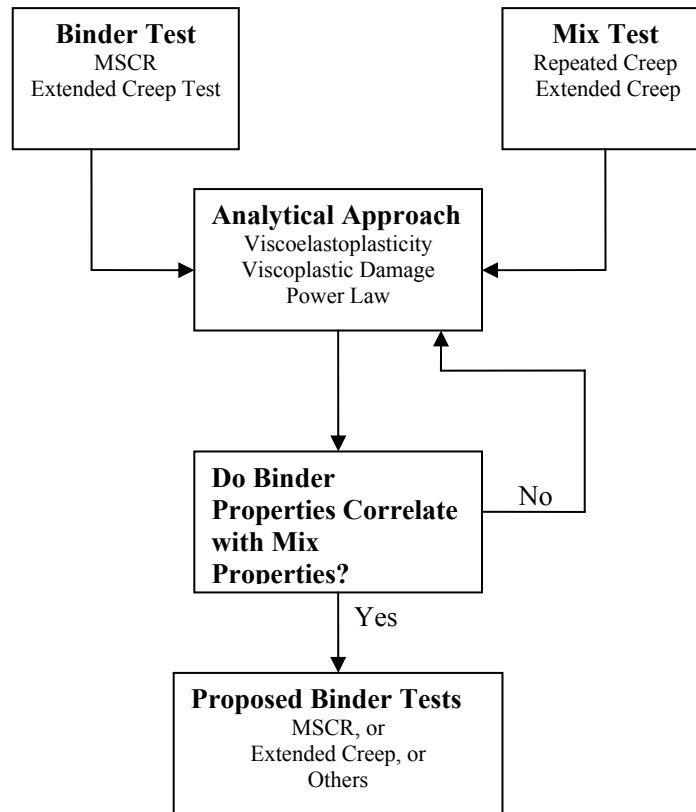 Binder Test
MSCR
Extended Creep Test
Mix Test
Repeated Creep
Extended Creep
Analytical Approach
Viscoelastoplasticity
Viscoplastic Damage
Power Law
Do Binder
Properties Correlate
with Mix
Properties?
No
Yes
Proposed Binder Tests
MSCR, or
Extended Creep, or
Others